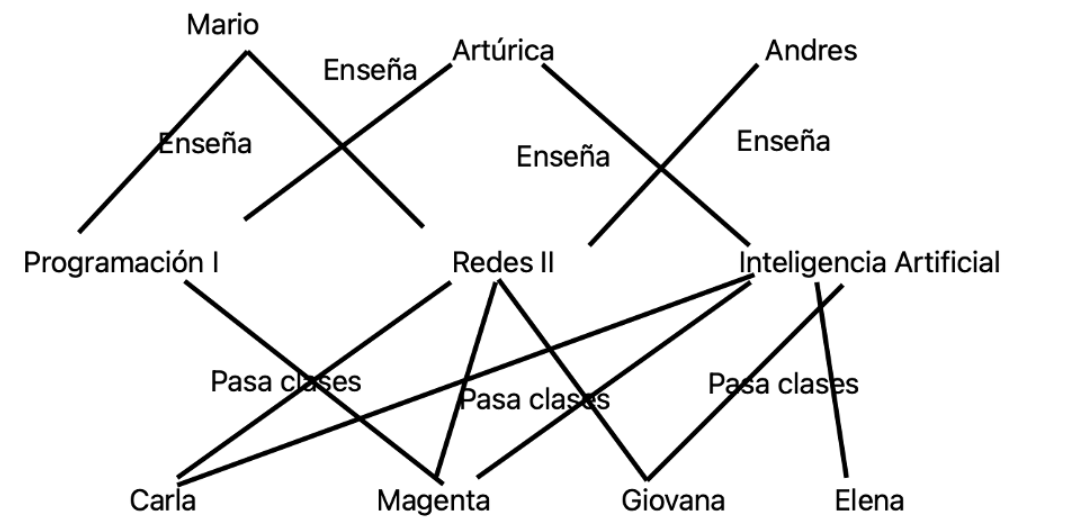 Mario
Artúrica
Andres
Enseña
Enseña
Enseña
Enseña
Programación I
Redes II
Inteligencia Artificial
Pasa clases
Pasa clases
Pasa clases
Carla
Magenta
Giovana
Elena